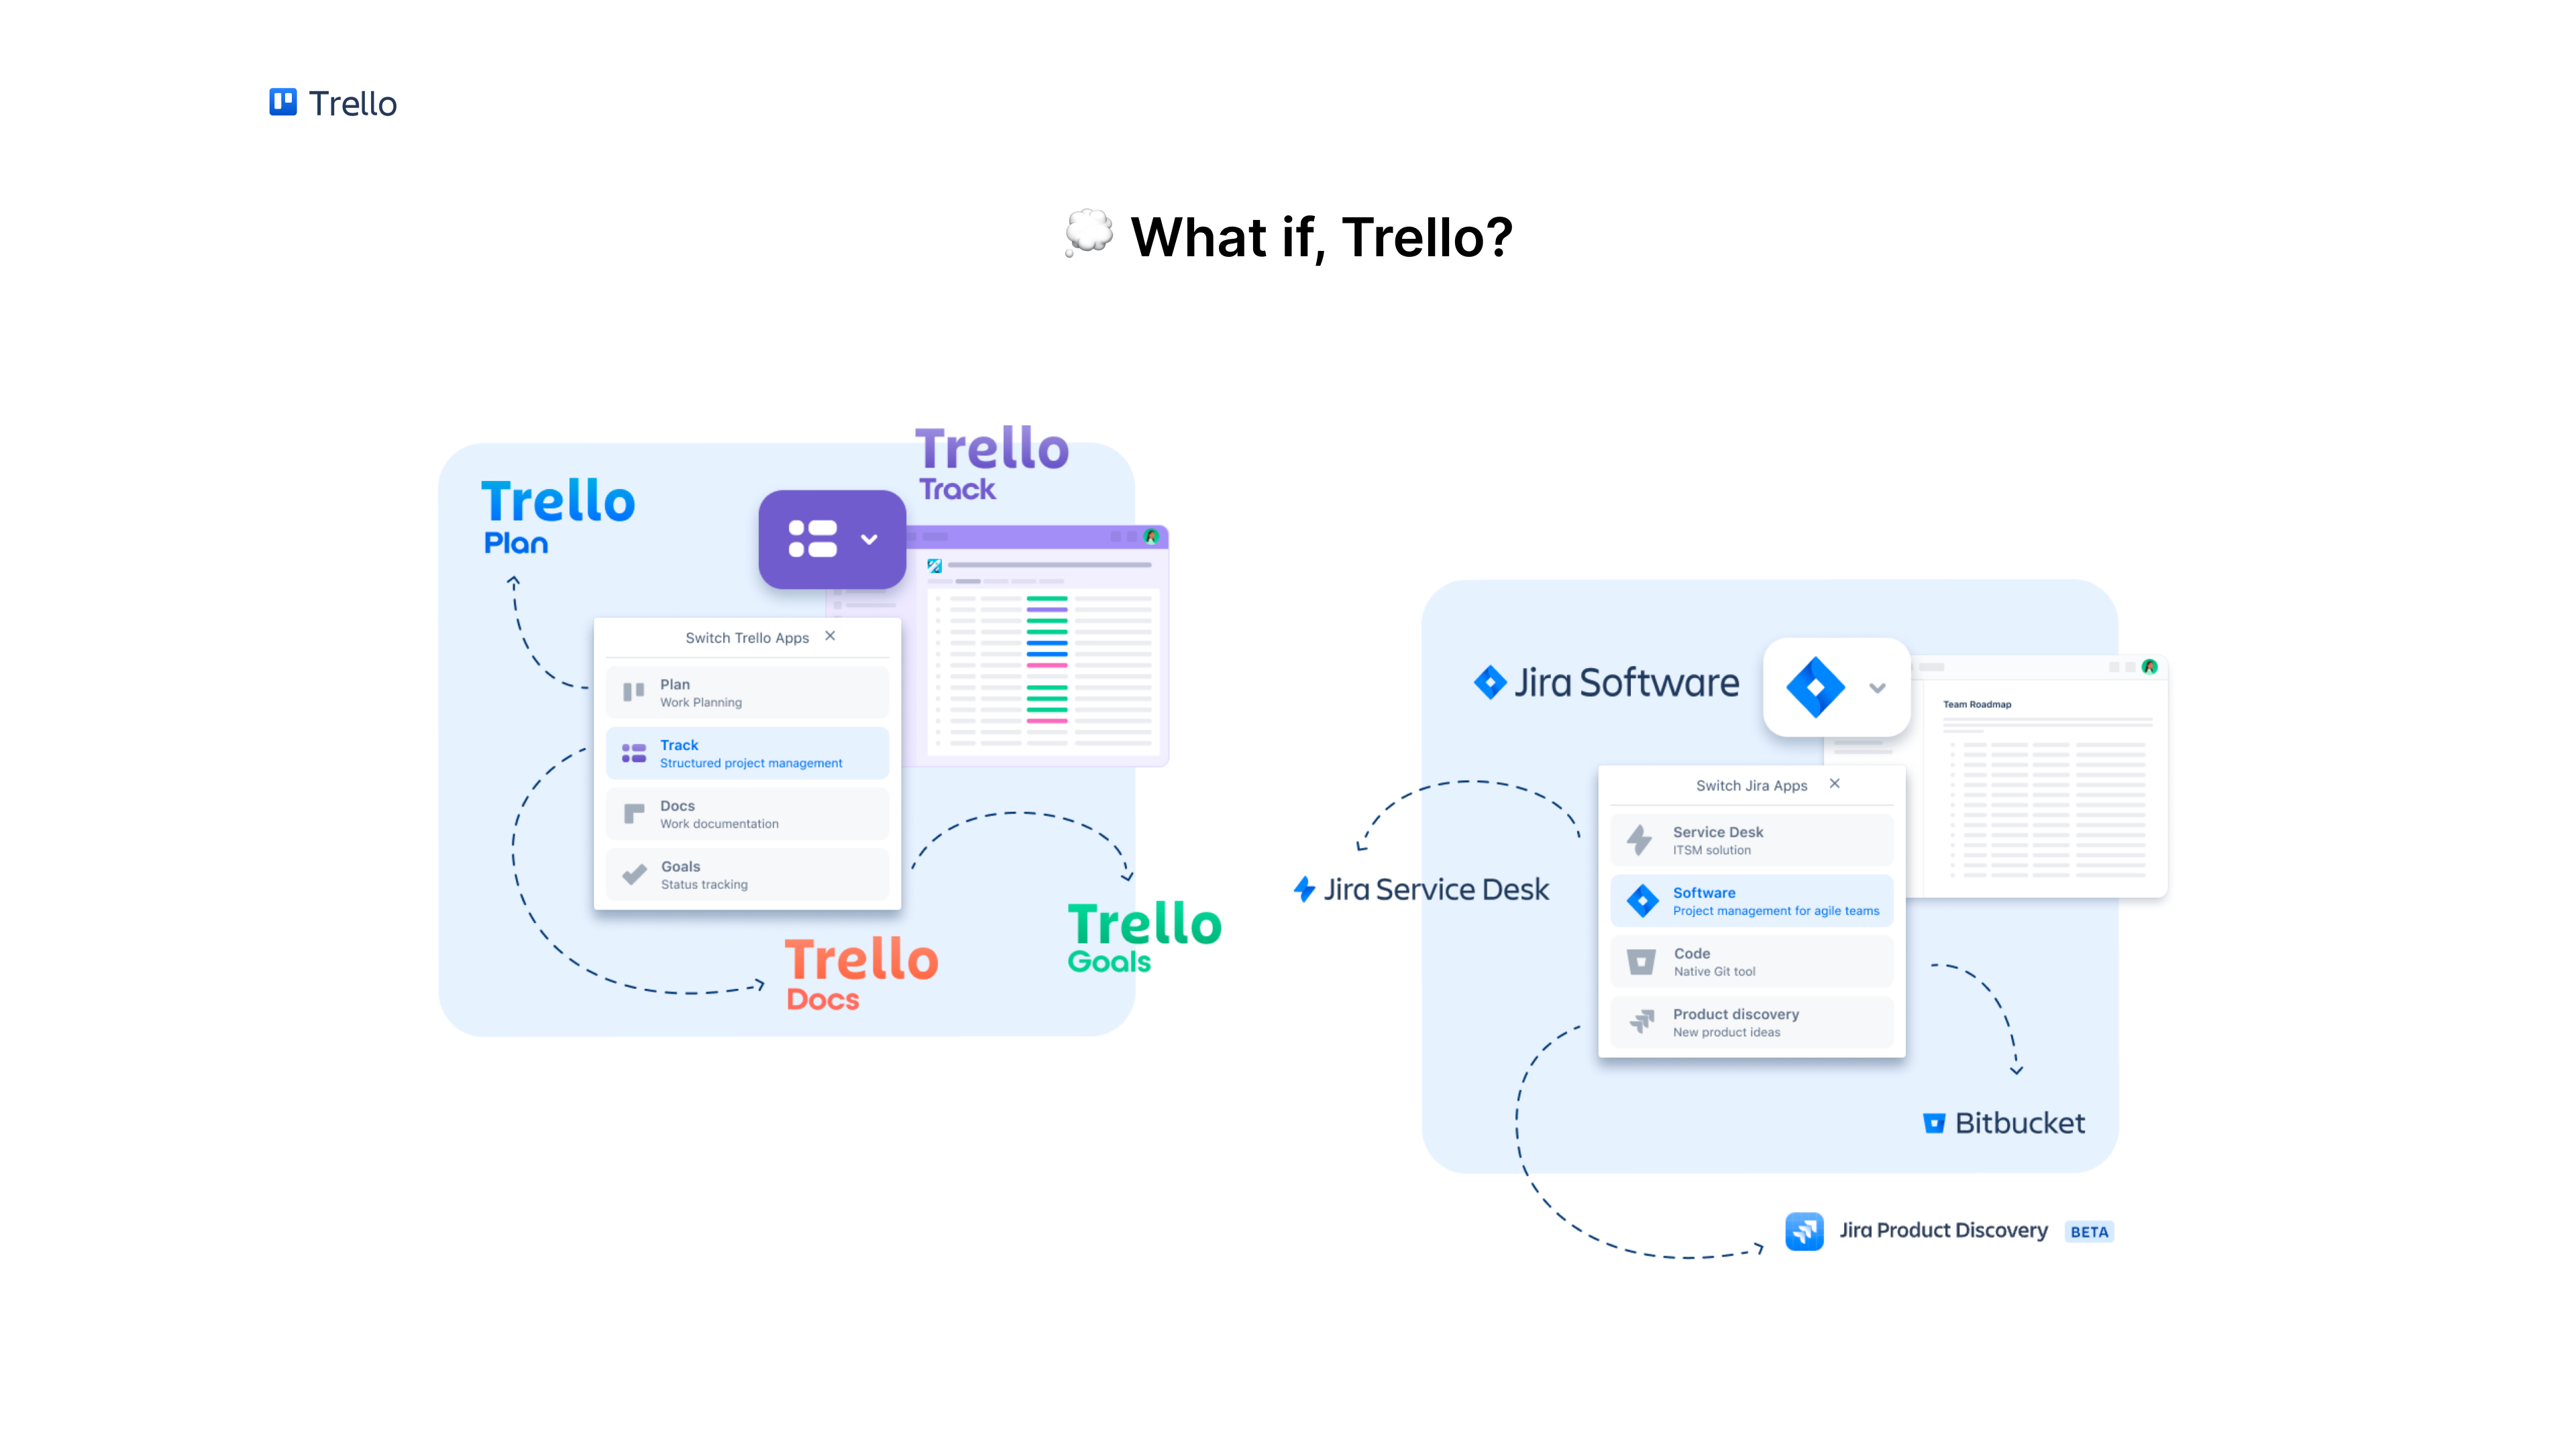 Trello
What if, Trello?
Trello
Track
Trello
Plan
Switch Trello Apps
Plan
Work Planning
Track
Structured project management
Docs
Work documentation
Goals
Status tracking
Trello
Goals
Trello
Docs
Jira Software
Team Roadmap
Switch Jira Apps
Service Desk
ITSM solution
Software
Project management for agile teams
Code
Native Git tool
Product discovery
New product ideas
Jira Service Desk
Bitbucket
Jira Product Discovery BETA